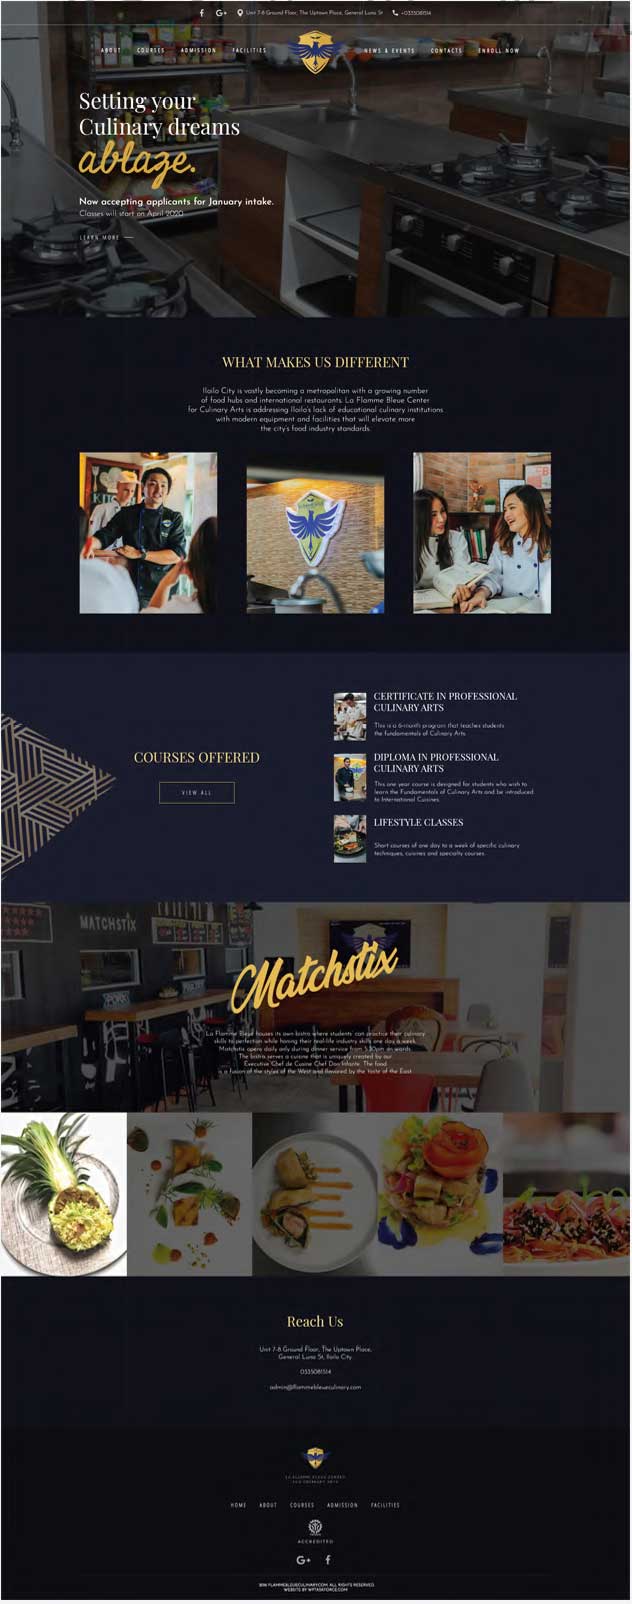 Unit 7-8 Ground Floor, The Uptown Place, General Luna St
+0335081514
ABOUT COURSES ADMISSION FACILITIES NEWS & EVENTS CONTACTS ENROLL NOW
Setting your
Culinary dreams
ablaze.
Now accepting applicants for January intake.
Classes will start on April 2020
LEARN MORE
WHAT MAKES US DIFFERENT
Iloilo City is vastly becoming a metropolitan with a growing number
of food hubs and international restaurants. La Flamme Bleue Center
for Culinary Arts is addressing Iloilo's lack of educational culinary institutions
with modern equipment and facilities that will elevate more
the city's food industry standards.
COURSES OFFERED
VIEW ALL
CERTIFICATE IN PROFESSIONAL
CULINARY ARTS
This is a 6-month program that teaches students
the fundamentals of Culinary Arts
DIPLOMA IN PROFESSIONAL
CULINARY ARTS
This one year course is designed for students who wish to
learn the Fundamentals of Culinary Arts and be introduced
to International Cuisines.
LIFESTYLE CLASSES
Short courses of one day to a week of specific culinary
techniques, cuisines and specialty courses.
MATCHSTIX
Matchstix
La Flamme Bleue houses its own bistro where students' can practice their culinary
skills to perfection while honing their real-life industry skills one day a week.
Matchstix opens daily only during dinner service from 5:30pm on wards.
The bistro serves a cuisine that is uniquely created by our
Executive Chef de Cuisine Chef Don Infante. The food
is a fusion of the styles of the West and flavored by the taste of the East
Reach Us
Unit 7-8 Ground Floor, The Uptown Place,
General Luna St, Iloilo City
0335081514
admin@flammebleueculinary.com
LA FLAMME BLEUE CENTER
FOR CULINARY ARTS
HOME ABOUT COURSES ADMISSION FACILITIES
ACCREDITED
G+ f
FLAMMEBLEUECULINARY.COM. ALL RIGHTS RESERVED.
WEBSITE BY WPTASKFORCE.COM